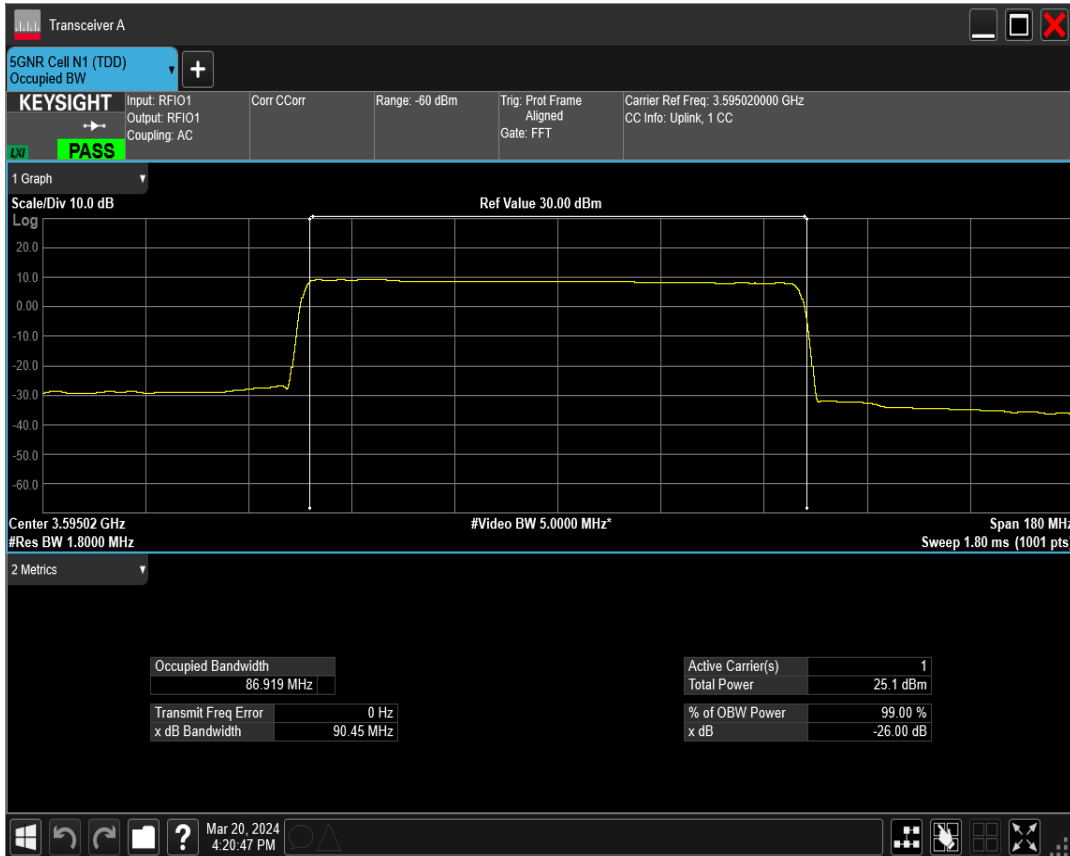 Transceiver A
5GNR Cell N1 (TDD)
Occupied BW
KEYSIGHT
LXI
PASS
Input: RFIO1
Output: RFIO1
Coupling: AC
Corr CCorr
Range: -60 dBm
Trig: Prot Frame
Aligned
Gate: FFT
Carrier Ref Freq: 3.595020000 GHz
CC Info: Uplink, 1 CC
1 Graph
Scale/Div 10.0 dB
Ref Value 30.00 dBm
Log
20.0
10.0
0.00
-10.0
-20.0
-30.0
-40.0
-50.0
-60.0
Center 3.59502 GHz
#Video BW 5.0000 MHz*
Span 180 MHz
#Res BW 1.8000 MHz
Sweep 1.80 ms (1001 pts)
2 Metrics
Occupied Bandwidth
86.919 MHz
Transmit Freq Error 0 Hz
x dB Bandwidth 90.45 MHz
Active Carrier(s) 1
Total Power 25.1 dBm
% of OBW Power 99.00 %
x dB -26.00 dB
?
Mar 20, 2024
4:20:47 PM